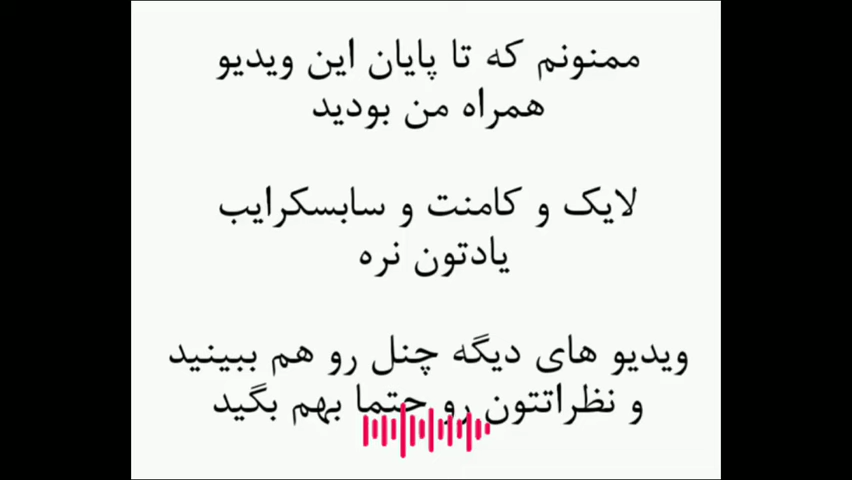 ممنونم که تا پایان این ویدیو
همراه من بودید
لایک و کامنت و سابسکرایب
یادتون نره
ویدیو های دیگه چنل رو هم ببینید
و نظراتتون رو حتما بهم بگید